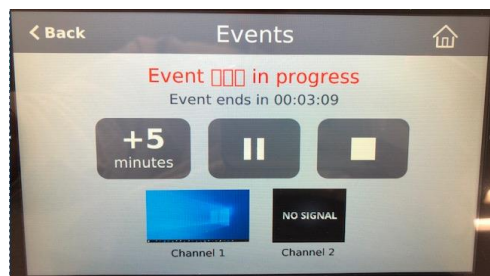 Back
Events
Event □□□ in progress
Event ends in 00:03:09
+5
minutes
NO SIGNAL
Channel 1
Channel 2